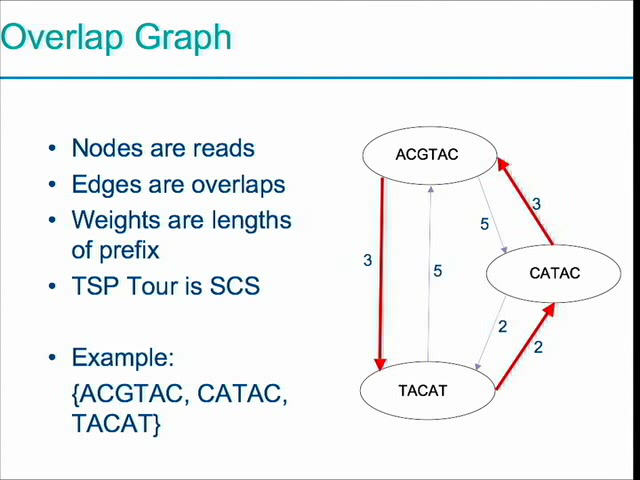 Overlap Graph
• Nodes are reads
• Edges are overlaps
• Weights are lengths
of prefix
• TSP Tour is SCS
• Example:
{ACGTAC, CATAC,
TACAT}
ACGTAC
3
5
3
5
CATAC
2
2
TACAT